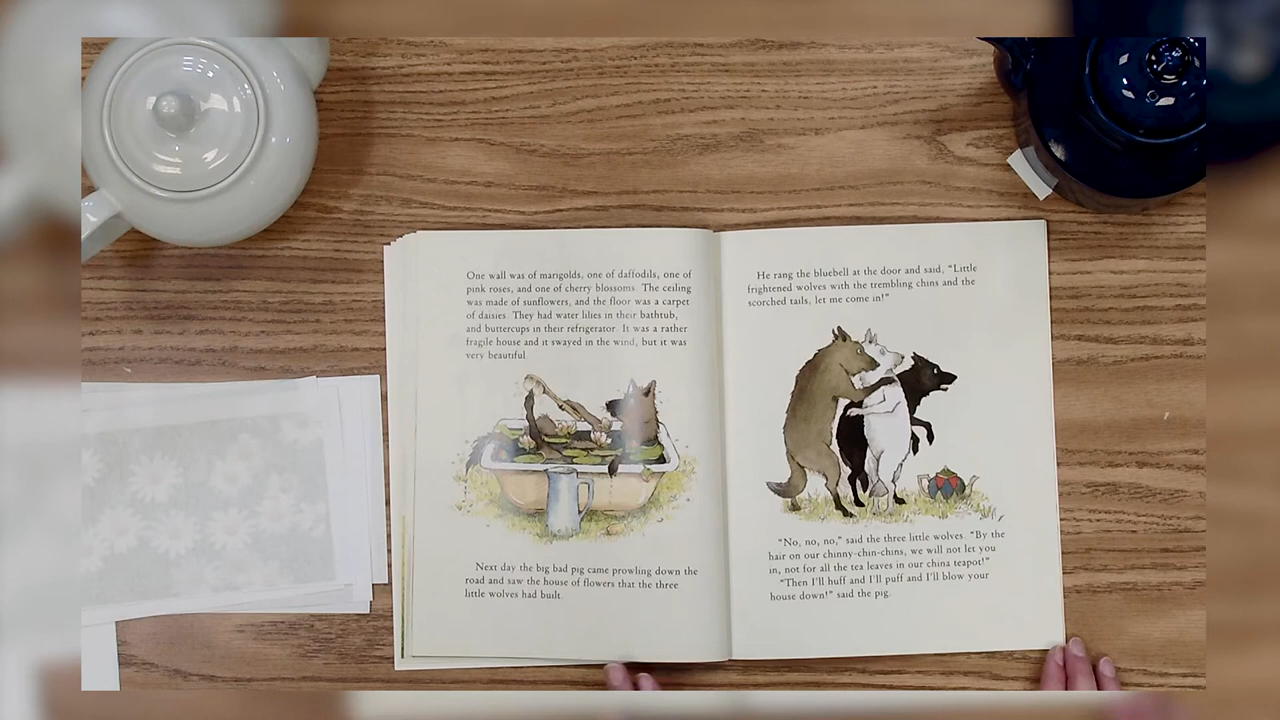 One wall was of marigolds, one of daffodils, one of
pink roses, and one of cherry blossoms. The ceiling
was made of sunflowers, and the floor was a carpet
of daisies. They had water lilies in their bathtub,
and buttercups in their refrigerator. It was a rather
fragile house and it swayed in the wind, but it was
very beautiful.
Next day the big bad pig came prowling down the
road and saw the house of flowers that the three
little wolves had built.
He rang the bluebell at the door and said, "Little
frightened wolves with the trembling chins and the
scorched tails, let me come in!"
"No, no, no," said the three little wolves. "By the
hair on our chinny-chin-chins, we will not let you
in, not for all the tea leaves in our china teapot!"
"Then I'll huff and I'll puff and I'll blow your
house down!" said the pig.